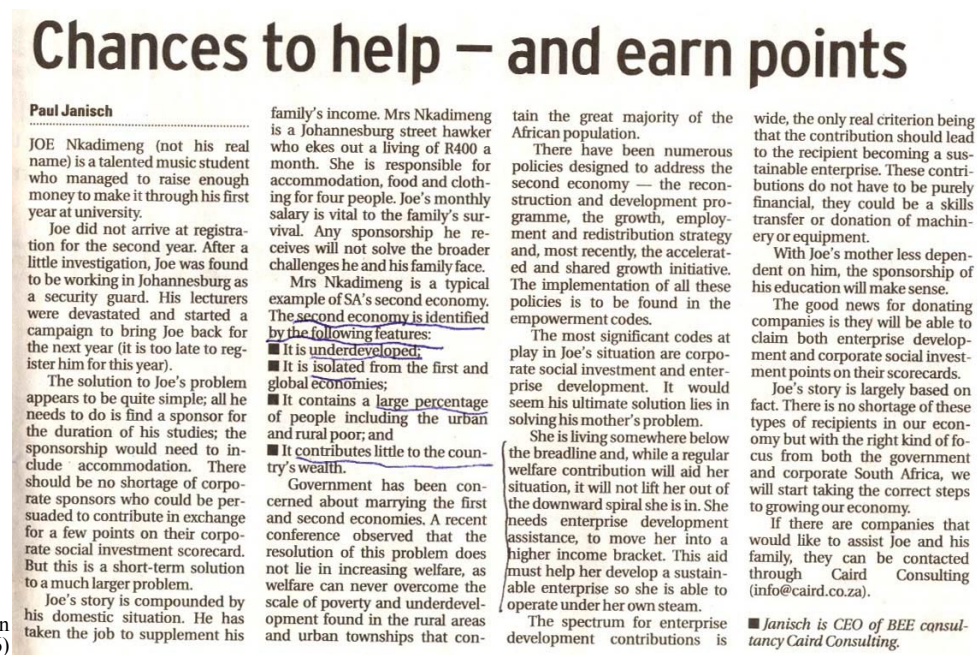 Chances to help – and earn points
Paul Janisch
JOE Nkadimeng (not his real
name) is a talented music student
who managed to raise enough
money to make it through his first
year at university.
Joe did not arrive at registra-
tion for the second year. After a
little investigation, Joe was found
to be working in Johannesburg as
a security guard. His lecturers
were devastated and started a
campaign to bring Joe back for
the next year (it is too late to reg-
ister him for this year).
The solution to Joe's problem
appears to be quite simple; all he
needs to do is find a sponsor for
the duration of his studies; the
sponsorship would need to in-
clude accommodation. There
should be no shortage of corpo-
rate sponsors who could be per-
suaded to contribute in exchange
for a few points on their corpo-
rate social investment scorecard.
But this is a short-term solution
to a much larger problem.
Joe's story is compounded by
his domestic situation. He has
taken the job to supplement his
family's income. Mrs Nkadimeng
is a Johannesburg street hawker
who ekes out a living of R400 a
month. She is responsible for
accommodation, food and cloth-
ing for four people. Joe's monthly
salary is vital to the family's sur-
vival. Any sponsorship he re-
ceives will not solve the broader
challenges he and his family face.
Mrs Nkadimeng is a typical
example of SA's second economy.
The second economy is identified
by the following features:
■ It is underdeveloped;
■ It is isolated from the first and
global economies;
■ It contains a large percentage
of people including the urban
and rural poor; and
■ It contributes little to the coun-
try's wealth.
Government has been con-
cerned about marrying the first
and second economies. A recent
conference observed that the
resolution of this problem does
not lie in increasing welfare, as
welfare can never overcome the
scale of poverty and underdevel-
opment found in the rural areas
and urban townships that con-
tain the great majority of the
African population.
There have been numerous
policies designed to address the
second economy — the recon-
struction and development pro-
gramme, the growth, employ-
ment and redistribution strategy
and, most recently, the accelerat-
ed and shared growth initiative.
The implementation of all these
policies is to be found in the
empowerment codes.
The most significant codes at
play in Joe's situation are corpo-
rate social investment and enter-
prise development. It would
seem his ultimate solution lies in
solving his mother's problem.
She is living somewhere below
the breadline and, while a regular
welfare contribution will aid her
situation, it will not lift her out of
the downward spiral she is in. She
needs enterprise development
assistance, to move her into a
higher income bracket. This aid
must help her develop a sustain-
able enterprise so she is able to
operate under her own steam.
The spectrum for enterprise
development contributions is
wide, the only real criterion being
that the contribution should lead
to the recipient becoming a sus-
tainable enterprise. These contri-
butions do not have to be purely
financial, they could be a skills
transfer or donation of machin-
ery or equipment.
With Joe's mother less depen-
dent on him, the sponsorship of
his education will make sense.
The good news for donating
companies is they will be able to
claim both enterprise develop-
ment and corporate social invest-
ment points on their scorecards.
Joe's story is largely based on
fact. There is no shortage of these
types of recipients in our econ-
omy but with the right kind of fo-
cus from both the government
and corporate South Africa, we
will start taking the correct steps
to growing our economy.
If there are companies that
would like to assist Joe and his
family, they can be contacted
through Caird Consulting
(info@caird.co.za).
■ Janisch is CEO of BEE consul-
tancy Caird Consulting.